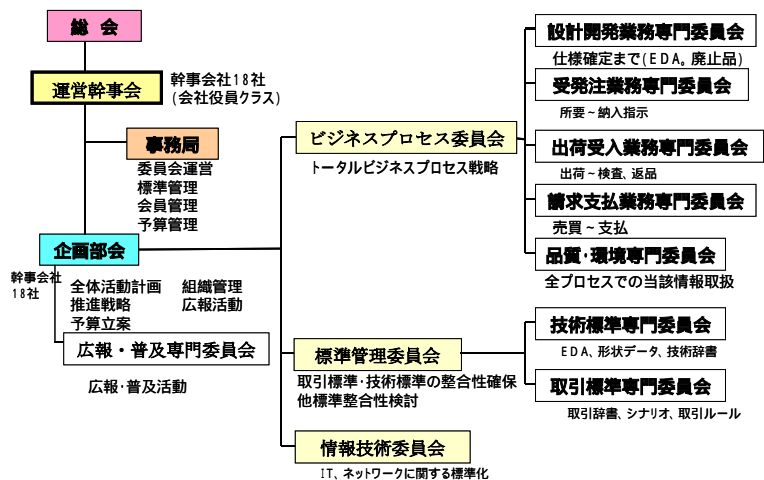 総 会
運営幹事会
幹事会社18社
(会社役員クラス)
事務局
委員会運営
標準管理
会員管理
予算管理
企画部会
幹事会社
18社
全体活動計画 組織管理
推進戦略 広報活動
予算立案
広報・普及専門委員会
広報・普及活動
ビジネスプロセス委員会
トータルビジネスプロセス戦略
標準管理委員会
取引標準・技術標準の整合性確保
他標準整合性検討
情報技術委員会
IT、ネットワークに関する標準化
設計開発業務専門委員会
仕様確定まで(EDA。廃止品)
受発注業務専門委員会
所要~納入指示
出荷受入業務専門委員会
出荷~検査、返品
請求支払業務専門委員会
売買~支払
品質・環境専門委員会
全プロセスでの当該情報取扱
技術標準専門委員会
EDA、形状データ、技術辞書
取引標準専門委員会
取引辞書、シナリオ、取引ルール